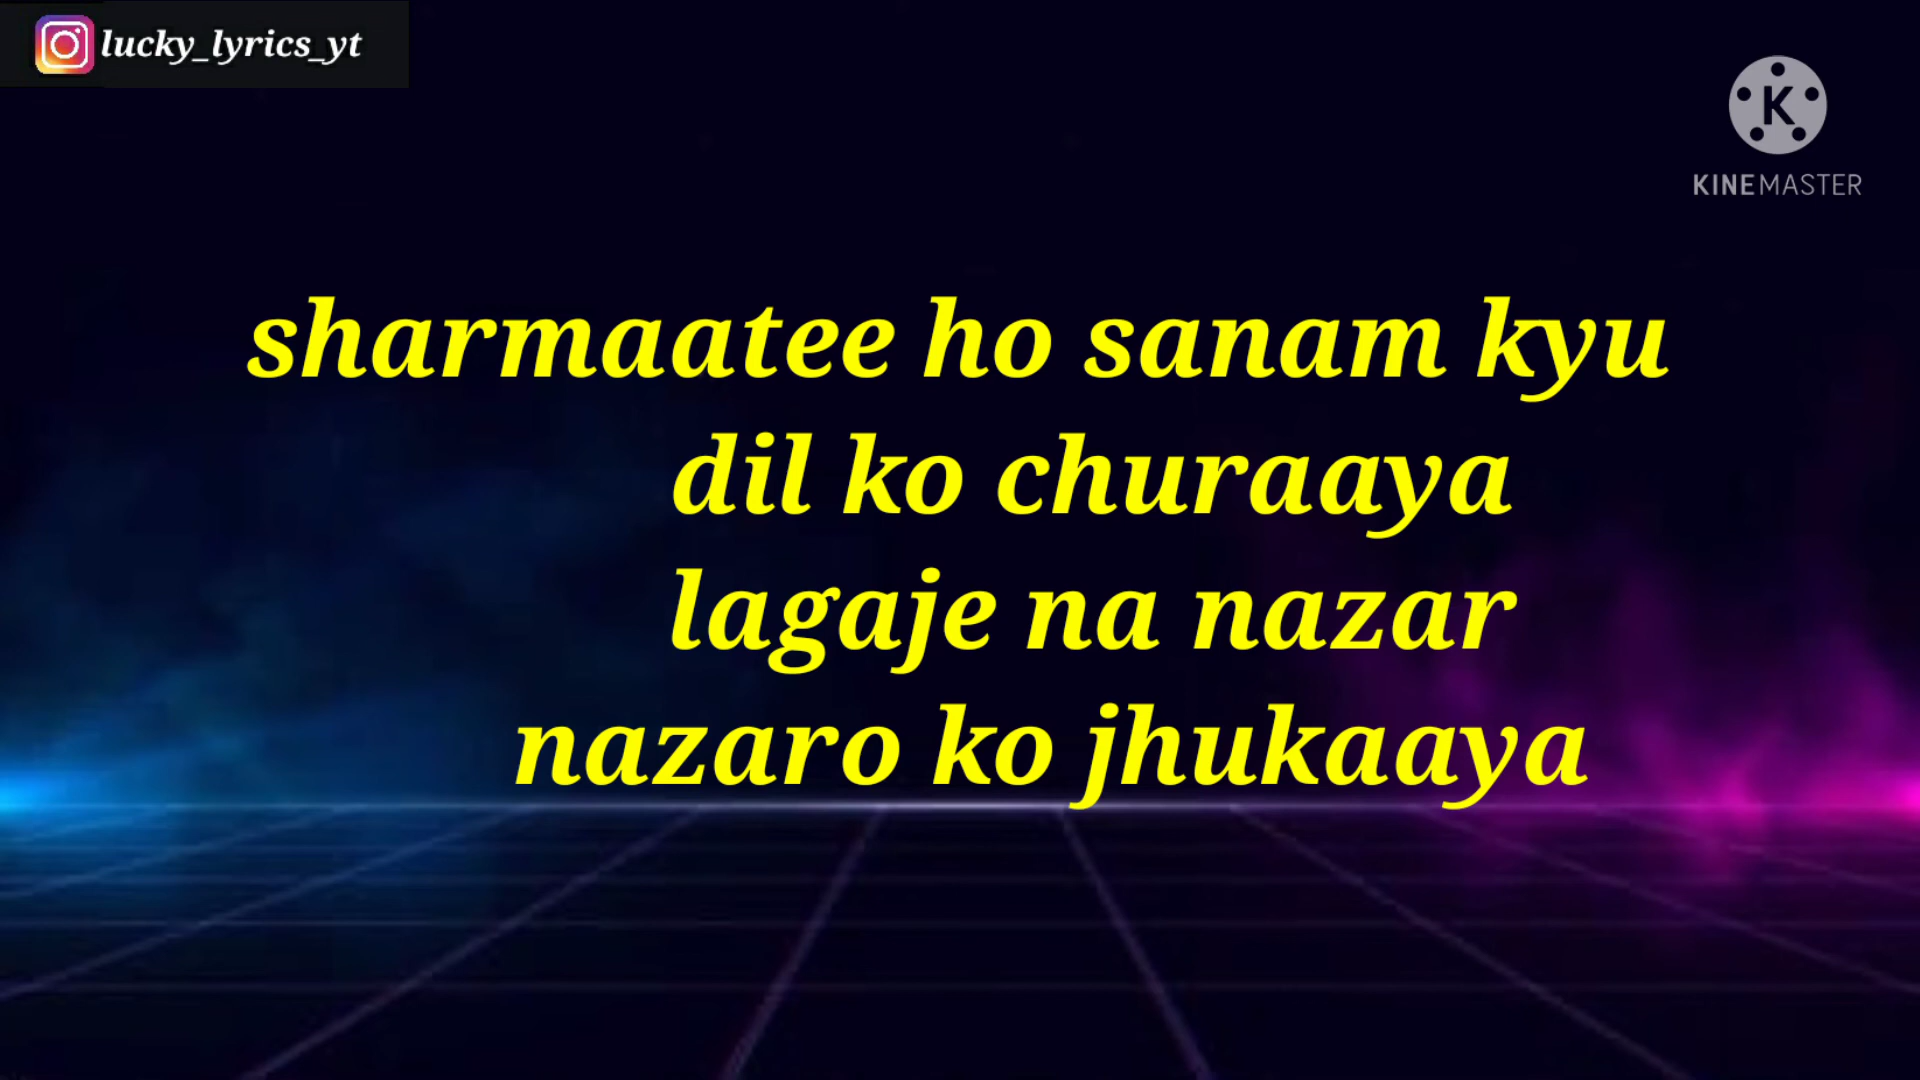 lucky_lyrics_yt
K
KINEMASTER
sharmaatee ho sanam kyu
dil ko churaaya
lagaje na nazar
nazaro ko jhukaaya